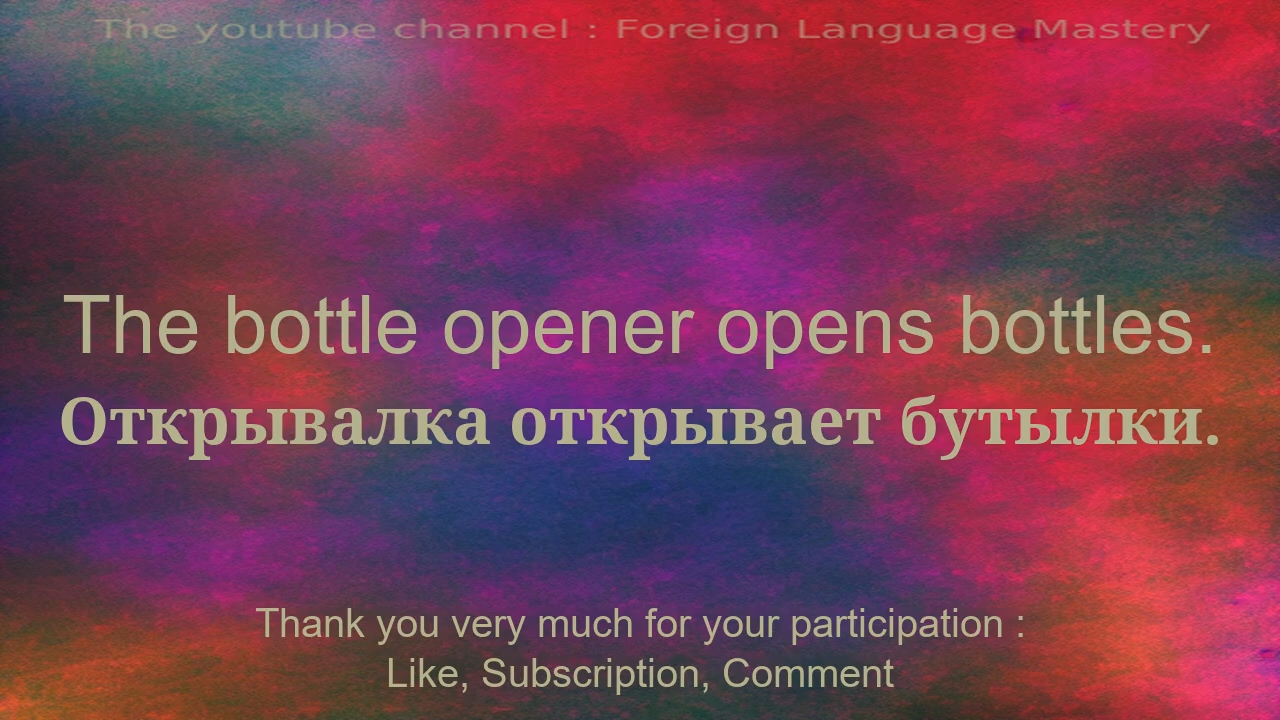 The youtube channel : Foreign Language Mastery
The bottle opener opens bottles.
Открывалка открывает бутылки.
Thank you very much for your participation :
Like, Subscription, Comment